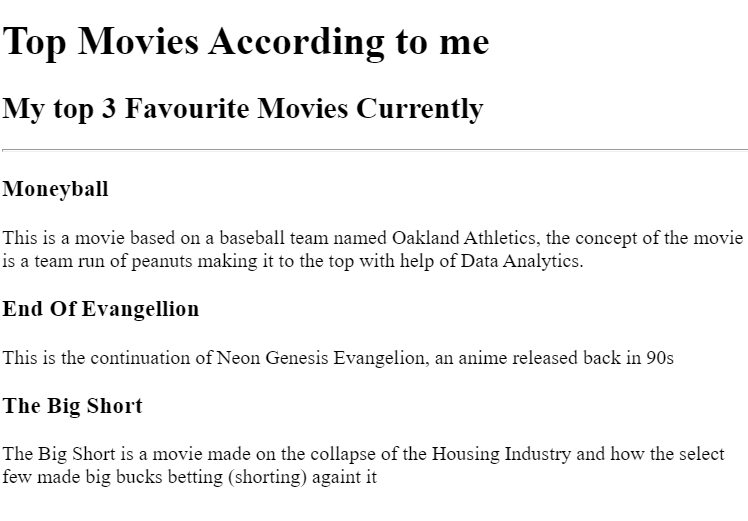 Top Movies According to me
My top 3 Favourite Movies Currently
Moneyball
This is a movie based on a baseball team named Oakland Athletics, the concept of the movie
is a team run of peanuts making it to the top with help of Data Analytics.
End Of Evangellion
This is the continuation of Neon Genesis Evangelion, an anime released back in 90s
The Big Short
The Big Short is a movie made on the collapse of the Housing Industry and how the select
few made big bucks betting (shorting) againt it